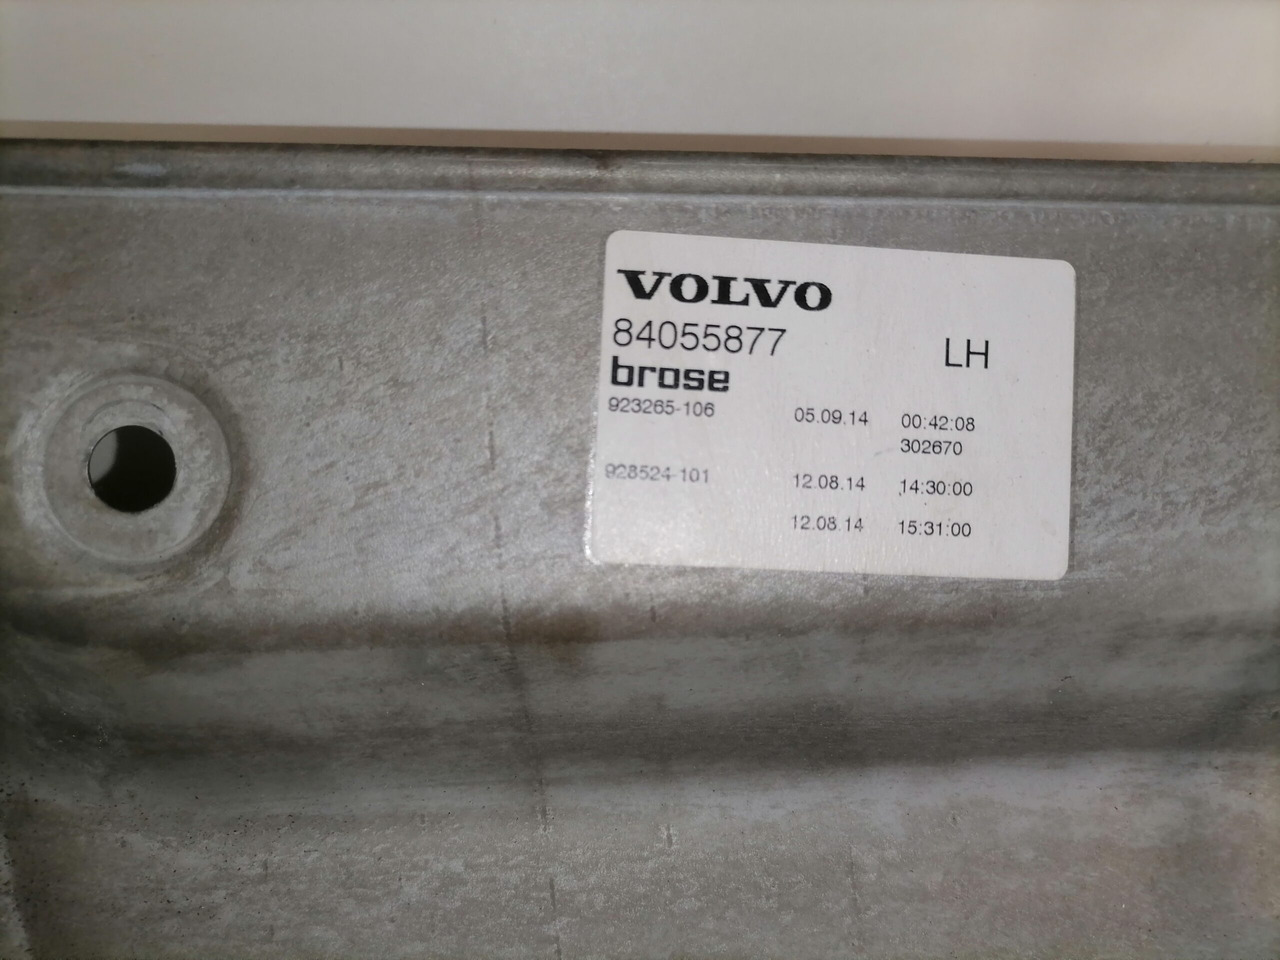 VOLVO
84055877 LH
brose
923265-106 05.09.14 00:42:08
302670
928524-101 12.08.14 14:30:00
12.08.14 15:31:00